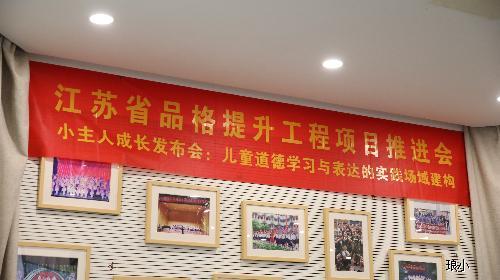 江苏省品格提升工程项目推进会
小主人成长发布会：儿童道德学习与表达的实践场域建构
琅小